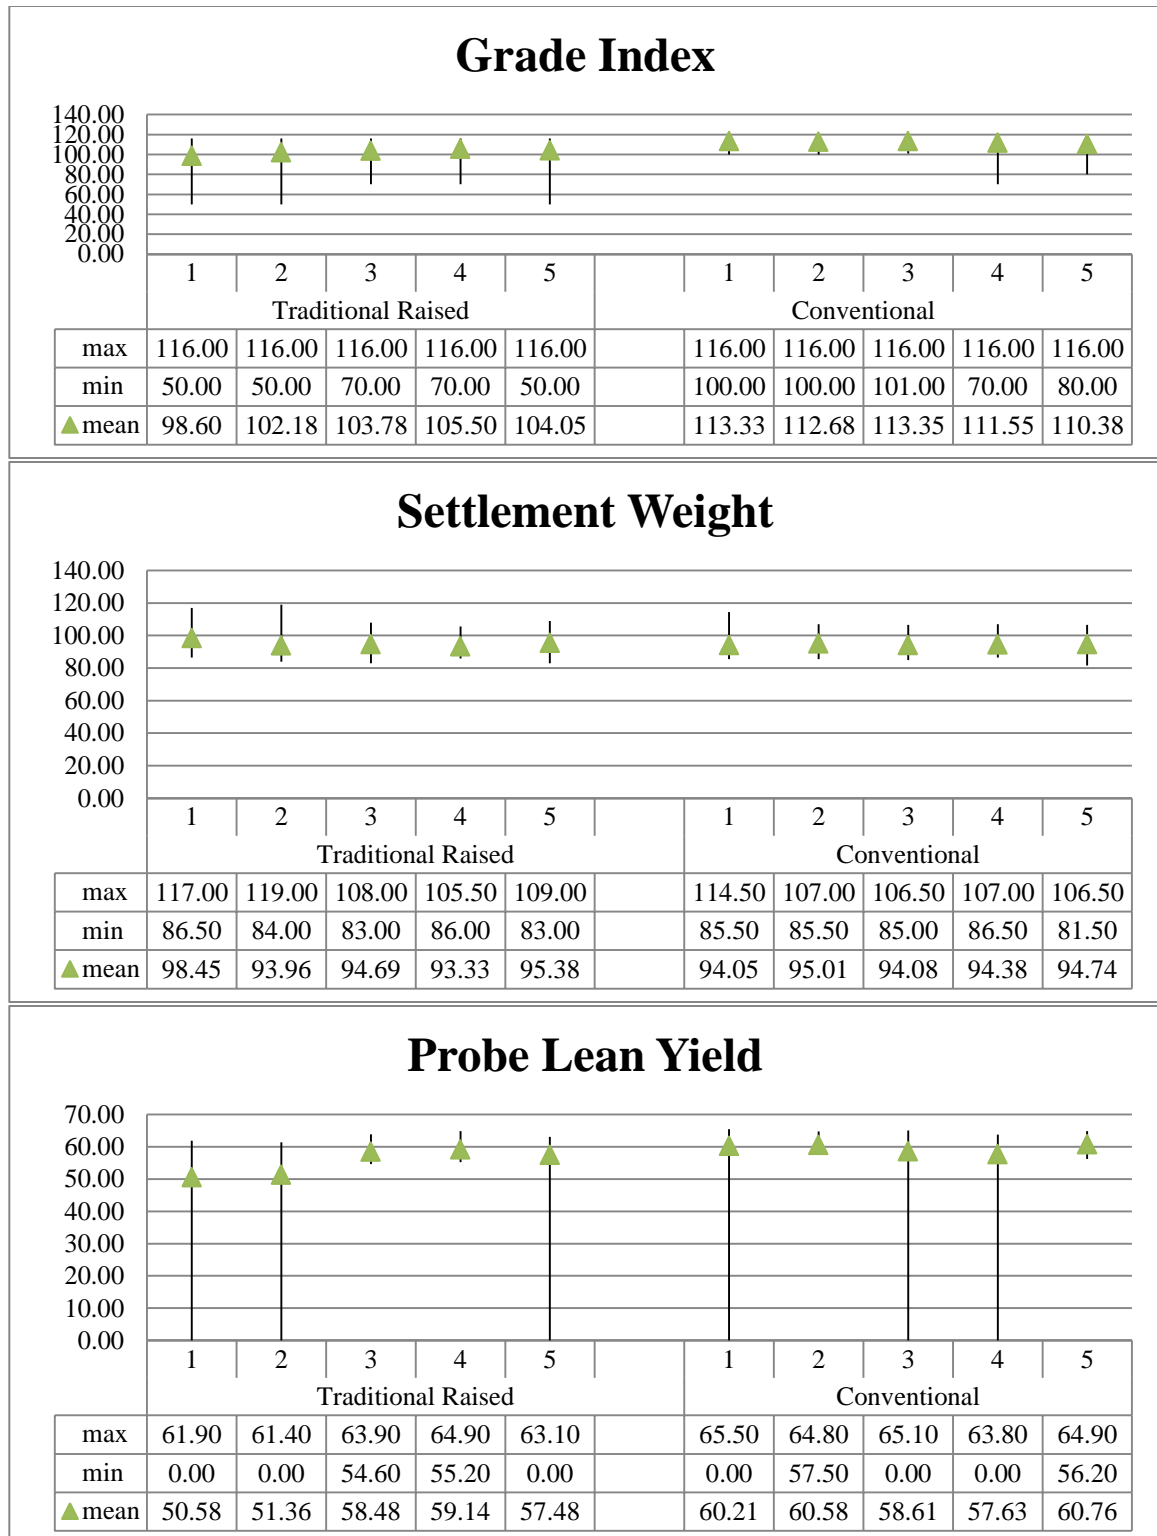 Grade Index
140.00
120.00
100.00
80.00
60.00
40.00
20.00
0.00
1 2 3 4 5 1 2 3 4 5
Traditional Raised Conventional
max 116.00 116.00 116.00 116.00 116.00 116.00 116.00 116.00 116.00 116.00
min 50.00 50.00 70.00 70.00 50.00 100.00 100.00 101.00 70.00 80.00
mean 98.60 102.18 103.78 105.50 104.05 113.33 112.68 113.35 111.55 110.38
Settlement Weight
140.00
120.00
100.00
80.00
60.00
40.00
20.00
0.00
1 2 3 4 5 1 2 3 4 5
Traditional Raised Conventional
max 117.00 119.00 108.00 105.50 109.00 114.50 107.00 106.50 107.00 106.50
min 86.50 84.00 83.00 86.00 83.00 85.50 85.50 85.00 86.50 81.50
mean 98.45 93.96 94.69 93.33 95.38 94.05 95.01 94.08 94.38 94.74
Probe Lean Yield
70.00
60.00
50.00
40.00
30.00
20.00
10.00
0.00
1 2 3 4 5 1 2 3 4 5
Traditional Raised Conventional
max 61.90 61.40 63.90 64.90 63.10 65.50 64.80 65.10 63.80 64.90
min 0.00 0.00 54.60 55.20 0.00 0.00 57.50 0.00 0.00 56.20
mean 50.58 51.36 58.48 59.14 57.48 60.21 60.58 58.61 57.63 60.76